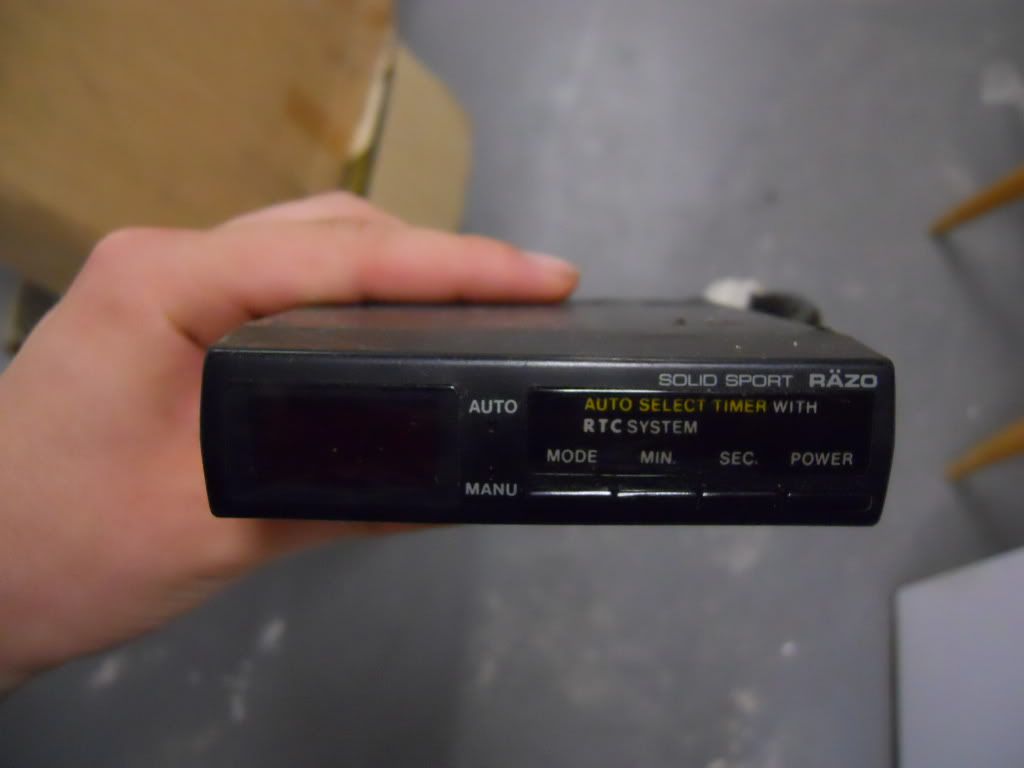 SOLID SPORT RÄZO
AUTO
AUTO SELECT TIMER WITH
RTC SYSTEM
MODE MIN. SEC. POWER
MANU